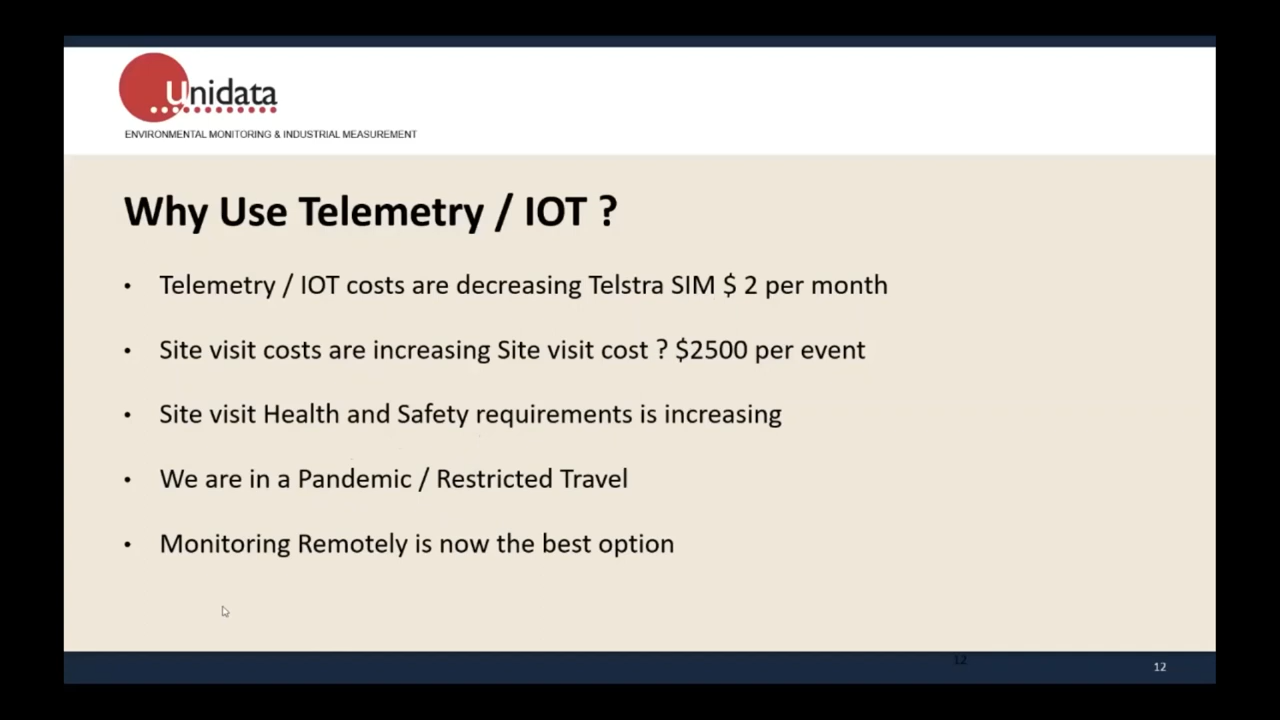 Unidata
ENVIRONMENTAL MONITORING & INDUSTRIAL MEASUREMENT
Why Use Telemetry / IOT ?
• Telemetry / IOT costs are decreasing Telstra SIM $ 2 per month
• Site visit costs are increasing Site visit cost ? $2500 per event
• Site visit Health and Safety requirements is increasing
• We are in a Pandemic / Restricted Travel
• Monitoring Remotely is now the best option
12
12